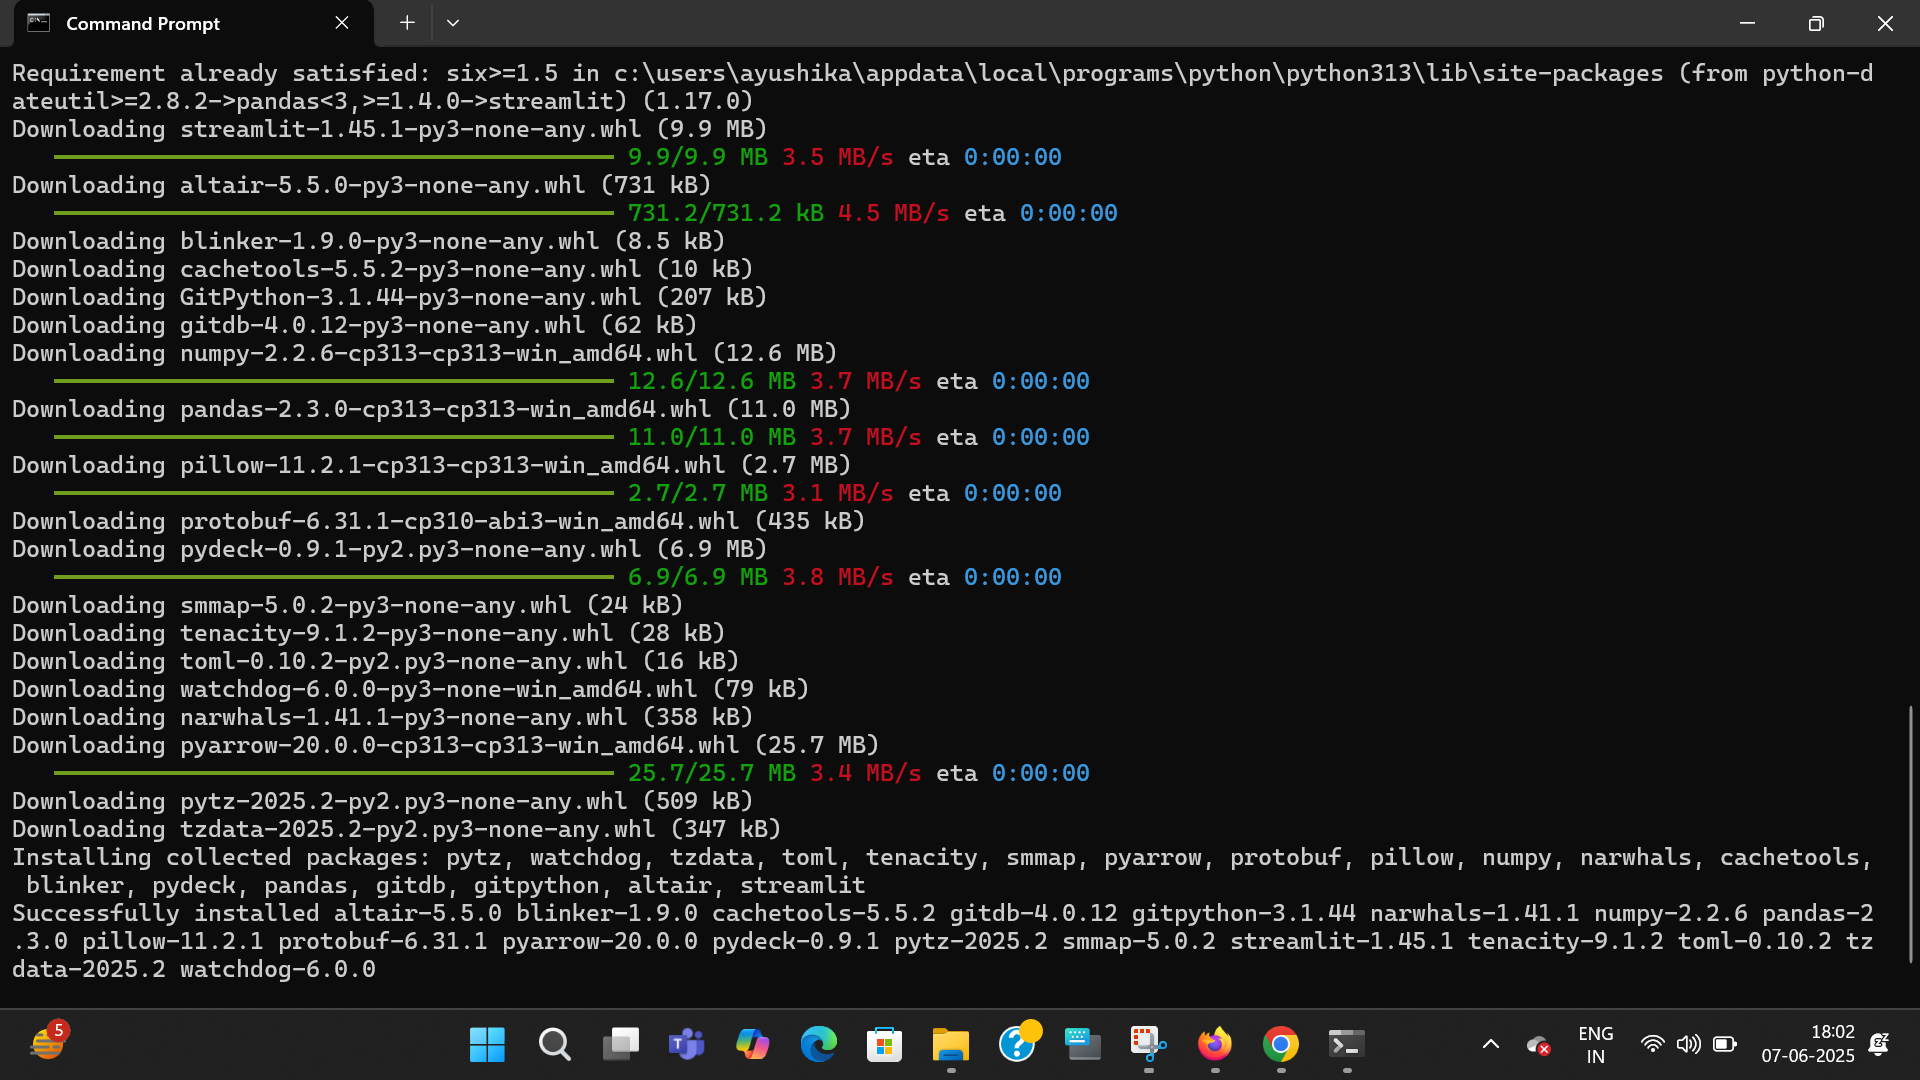 Command Prompt
Requirement already satisfied: six>=1.5 in c:\users\ayushika\appdata\local\programs\python\python313\lib\site-packages (from python-d
ateutil>=2.8.2->pandas<3,>=1.4.0->streamlit) (1.17.0)
Downloading streamlit-1.45.1-py3-none-any.whl (9.9 MB)
9.9/9.9 MB 3.5 MB/s eta 0:00:00
Downloading altair-5.5.0-py3-none-any.whl (731 kB)
731.2/731.2 kB 4.5 MB/s eta 0:00:00
Downloading blinker-1.9.0-py3-none-any.whl (8.5 kB)
Downloading cachetools-5.5.2-py3-none-any.whl (10 kB)
Downloading GitPython-3.1.44-py3-none-any.whl (207 kB)
Downloading gitdb-4.0.12-py3-none-any.whl (62 kB)
Downloading numpy-2.2.6-cp313-cp313-win_amd64.whl (12.6 MB)
12.6/12.6 MB 3.7 MB/s eta 0:00:00
Downloading pandas-2.3.0-cp313-cp313-win_amd64.whl (11.0 MB)
11.0/11.0 MB 3.7 MB/s eta 0:00:00
Downloading pillow-11.2.1-cp313-cp313-win_amd64.whl (2.7 MB)
2.7/2.7 MB 3.1 MB/s eta 0:00:00
Downloading protobuf-6.31.1-cp310-abi3-win_amd64.whl (435 kB)
Downloading pydeck-0.9.1-py2.py3-none-any.whl (6.9 MB)
6.9/6.9 MB 3.8 MB/s eta 0:00:00
Downloading smmap-5.0.2-py3-none-any.whl (24 kB)
Downloading tenacity-9.1.2-py3-none-any.whl (28 kB)
Downloading toml-0.10.2-py2.py3-none-any.whl (16 kB)
Downloading watchdog-6.0.0-py3-none-win_amd64.whl (79 kB)
Downloading narwhals-1.41.1-py3-none-any.whl (358 kB)
Downloading pyarrow-20.0.0-cp313-cp313-win_amd64.whl (25.7 MB)
25.7/25.7 MB 3.4 MB/s eta 0:00:00
Downloading pytz-2025.2-py2.py3-none-any.whl (509 kB)
Downloading tzdata-2025.2-py2.py3-none-any.whl (347 kB)
Installing collected packages: pytz, watchdog, tzdata, toml, tenacity, smmap, pyarrow, protobuf, pillow, numpy, narwhals, cachetools,
blinker, pydeck, pandas, gitdb, gitpython, altair, streamlit
Successfully installed altair-5.5.0 blinker-1.9.0 cachetools-5.5.2 gitdb-4.0.12 gitpython-3.1.44 narwhals-1.41.1 numpy-2.2.6 pandas-2
.3.0 pillow-11.2.1 protobuf-6.31.1 pyarrow-20.0.0 pydeck-0.9.1 pytz-2025.2 smmap-5.0.2 streamlit-1.45.1 tenacity-9.1.2 toml-0.10.2 tz
data-2025.2 watchdog-6.0.0
5
ENG
IN
18:02
07-06-2025